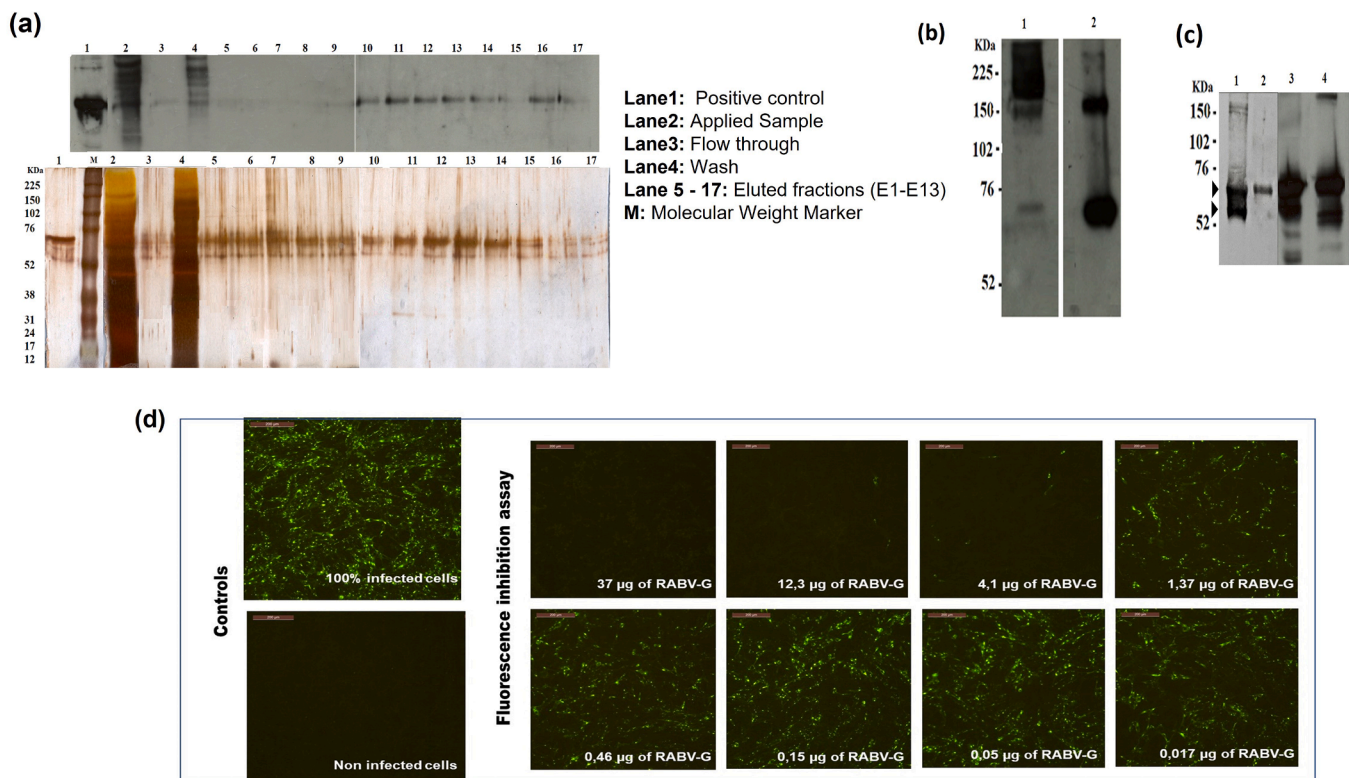 (a)
1 2 3 4 5 6 7 8 9 10 11 12 13 14 15 16 17
1 M 2 3 4 5 6 7 8 9 10 11 12 13 14 15 16 17
KDa
225
150
102
76
52
38
31
24
17
12
Lane1: Positive control
Lane2: Applied Sample
Lane3: Flow through
Lane4: Wash
Lane 5 - 17: Eluted fractions (E1-E13)
M: Molecular Weight Marker
(b)
1 2
KDa
225-
150-
102
76
52
(c)
KDa
1 2 3 4
150
102
76
52
(d)
Controls
100% infected cells
Non infected cells
Fluorescence inhibition assay
37 µg of RABV-G
12,3 µg of RABV-G
4,1 µg of RABV-G
1,37 µg of RABV-G
0,46 µg of RABV-G
0,15 µg of RABV-G
0,05 µg of RABV-G
0,017 µg of RABV-G